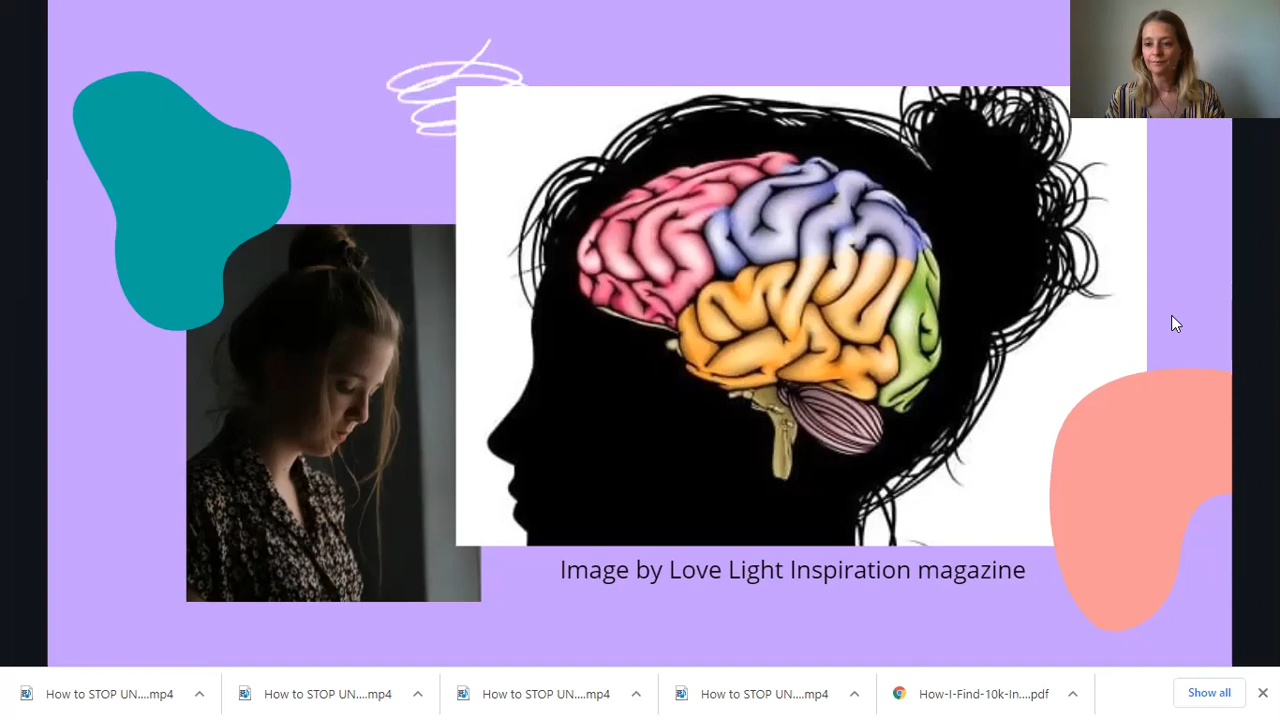 Image by Love Light Inspiration magazine
How to STOP UN....mp4
How to STOP UN....mp4
How to STOP UN....mp4
How to STOP UN....mp4
How-I-Find-10k-In....pdf
Show all